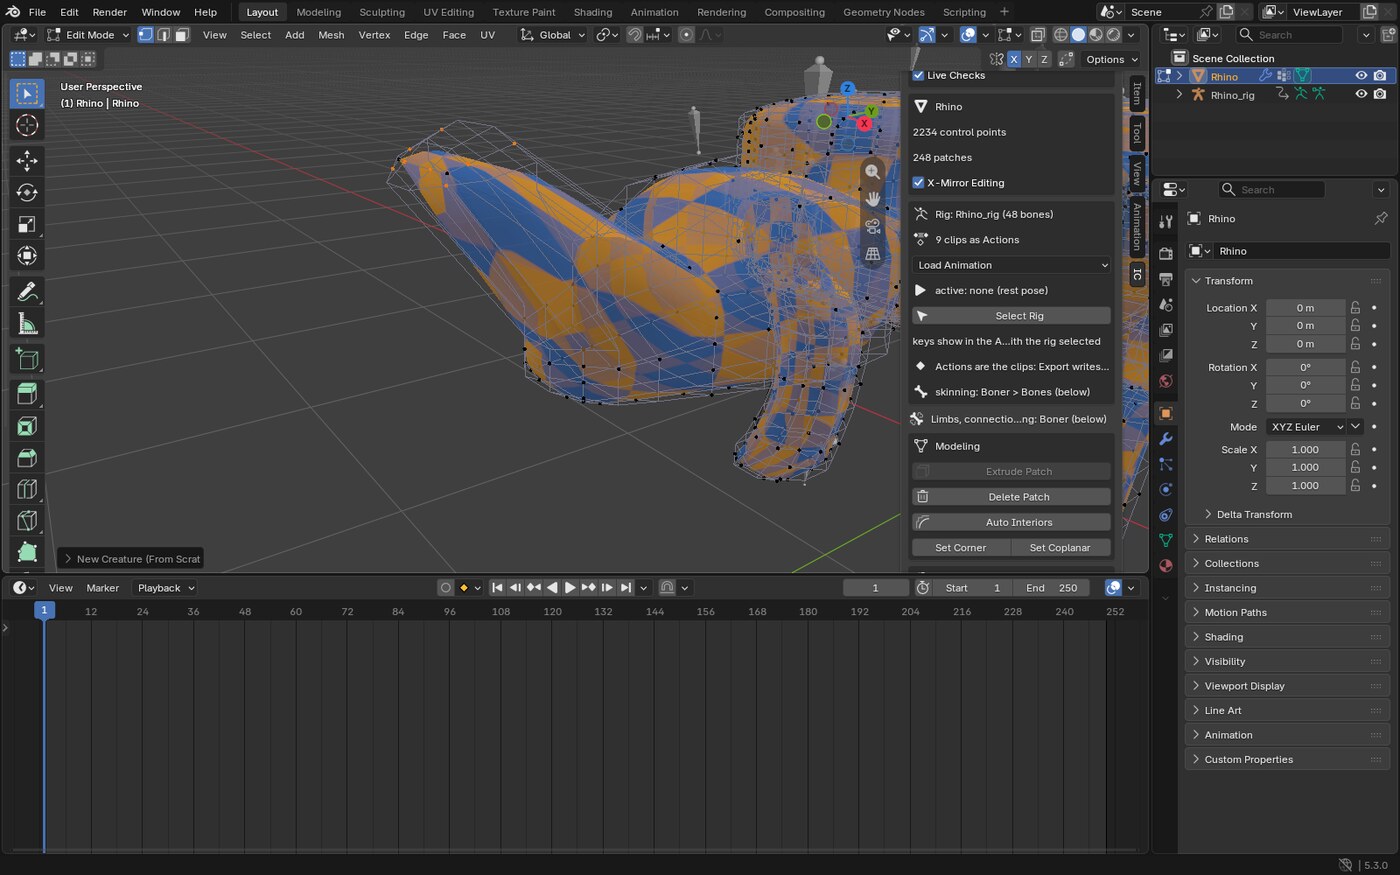 File Edit Render Window Help Layout Modeling Sculpting UV Editing Texture Paint Shading Animation Rendering Compositing Geometry Nodes Scripting + Scene ViewLayer
Edit Mode View Select Add Mesh Vertex Edge Face UV Global
X Y Z Options
User Perspective
(1) Rhino | Rhino
Z
Y
X
New Creature (From Scrat
Live Checks
Rhino
2234 control points
248 patches
X-Mirror Editing
Rig: Rhino_rig (48 bones)
9 clips as Actions
Load Animation
active: none (rest pose)
Select Rig
keys show in the A...ith the rig selected
Actions are the clips: Export writes...
skinning: Boner > Bones (below)
Limbs, connectio...ng: Boner (below)
Modeling
Extrude Patch
Delete Patch
Auto Interiors
Set Corner Set Coplanar
Item
Tool
View
Animation
IC
Search
Scene Collection
Rhino
Rhino_rig
Search
Rhino
Rhino
Transform
Location X 0 m
Y 0 m
Z 0 m
Rotation X 0°
Y 0°
Z 0°
Mode XYZ Euler
Scale X 1.000
Y 1.000
Z 1.000
Delta Transform
Relations
Collections
Instancing
Motion Paths
Shading
Visibility
Viewport Display
Line Art
Animation
Custom Properties
View Marker Playback 1 Start 1 End 250
1 12 24 36 48 60 72 84 96 108 120 132 144 156 168 180 192 204 216 228 240 252
5.3.0